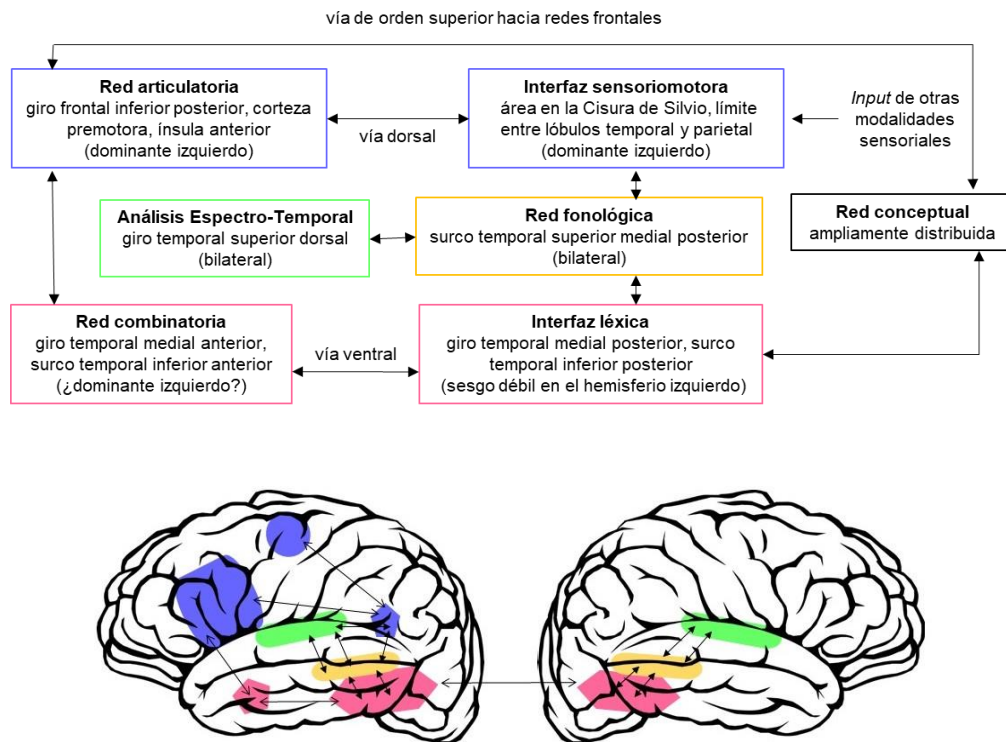 vía de orden superior hacia redes frontales
Red articulatoria
giro frontal inferior posterior, corteza
premotora, ínsula anterior
(dominante izquierdo)
vía dorsal
Interfaz sensoriomotora
área en la Cisura de Silvio, límite
entre lóbulos temporal y parietal
(dominante izquierdo)
Input de otras
modalidades
sensoriales
Análisis Espectro-Temporal
giro temporal superior dorsal
(bilateral)
Red fonológica
surco temporal superior medial posterior
(bilateral)
Red conceptual
ampliamente distribuida
Red combinatoria
giro temporal medial anterior,
surco temporal inferior anterior
(¿dominante izquierdo?)
vía ventral
Interfaz léxica
giro temporal medial posterior, surco
temporal inferior posterior
(sesgo débil en el hemisferio izquierdo)